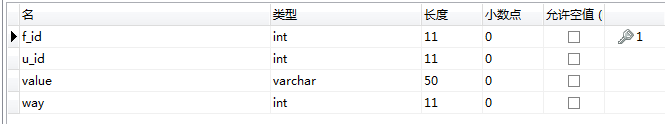 名 类型 长度 小数点 允许空值 (
f_id int 11 0 1
u_id int 11 0
value varchar 50 0
way int 11 0